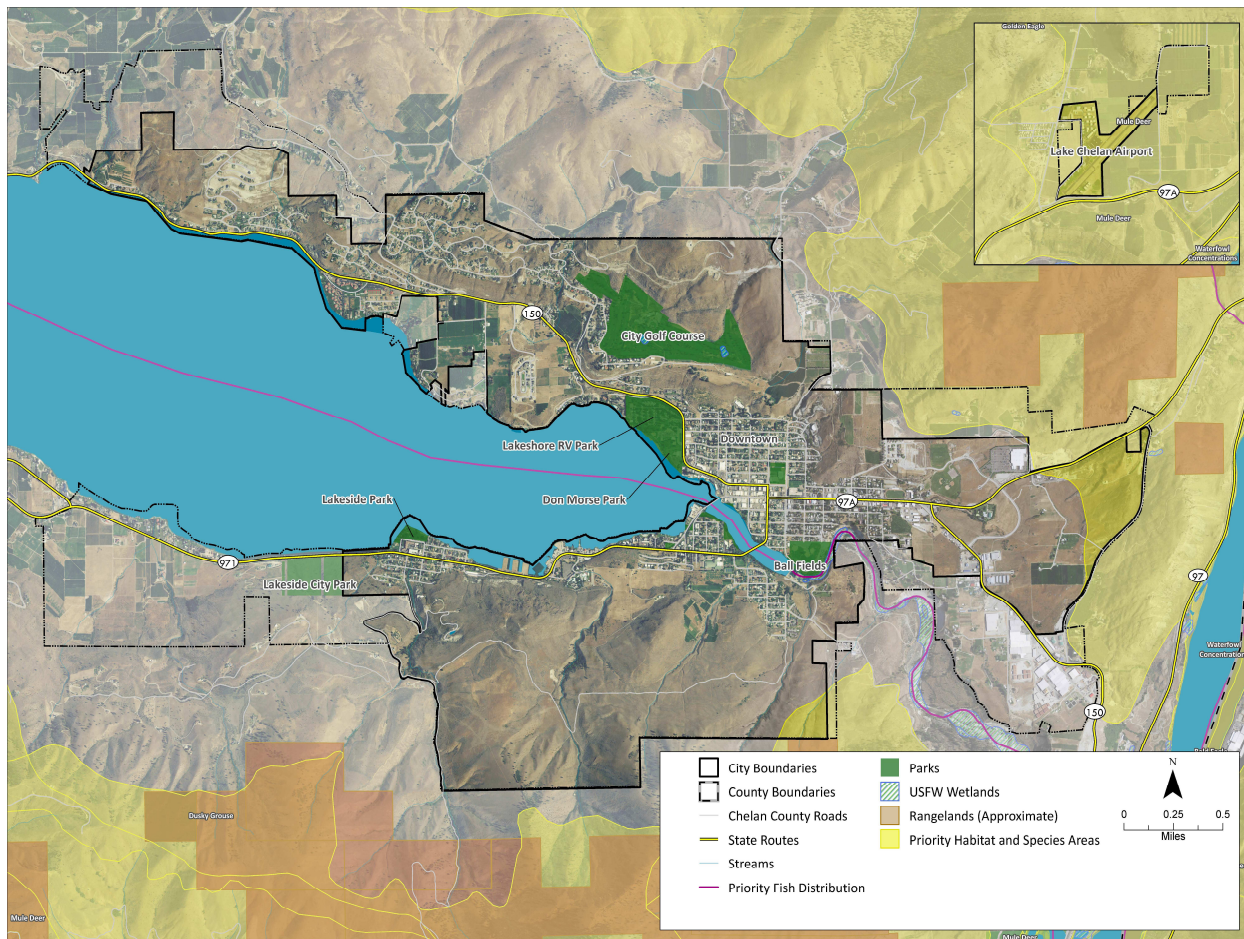 Golden Eagle
Mule Deer
Lake Chelan Airport
97A
Mule Deer
Waterfowl
Concentrations
150
City Golf Course
Lakeshore RV Park
Downtown
Lakeside Park
Don Morse Park
97A
971
Lakeside City Park
Ball Fields
97
Waterfowl
Concentration
150
Dusky Grouse
Mule Deer
City Boundaries
County Boundaries
Chelan County Roads
State Routes
Streams
Priority Fish Distribution
Parks
USFW Wetlands
Rangelands (Approximate)
Priority Habitat and Species Areas
N
0 0.25 0.5
Miles
Mule Deer